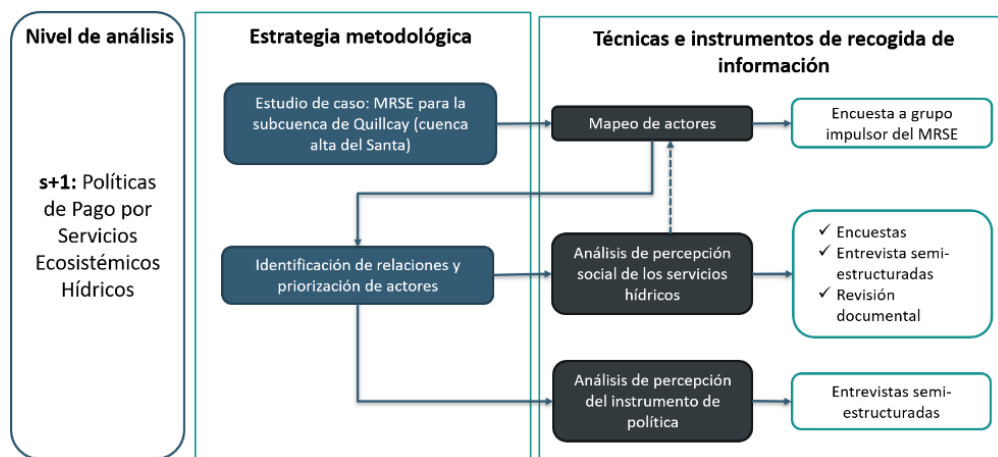 Nivel de análisis
s+1: Políticas
de Pago por
Servicios
Ecosistémicos
Hídricos
Estrategia metodológica
Estudio de caso: MRSE para la
subcuenca de Quillcay (cuenca
alta del Santa)
Identificación de relaciones y
priorización de actores
Técnicas e instrumentos de recogida de
información
Mapeo de actores
Encuesta a grupo
impulsor del MRSE
Análisis de percepción
social de los servicios
hídricos
✓ Encuestas
✓ Entrevista semi-
estructuradas
✓ Revisión
documental
Análisis de percepción
del instrumento de
política
Entrevistas semi-
estructuradas